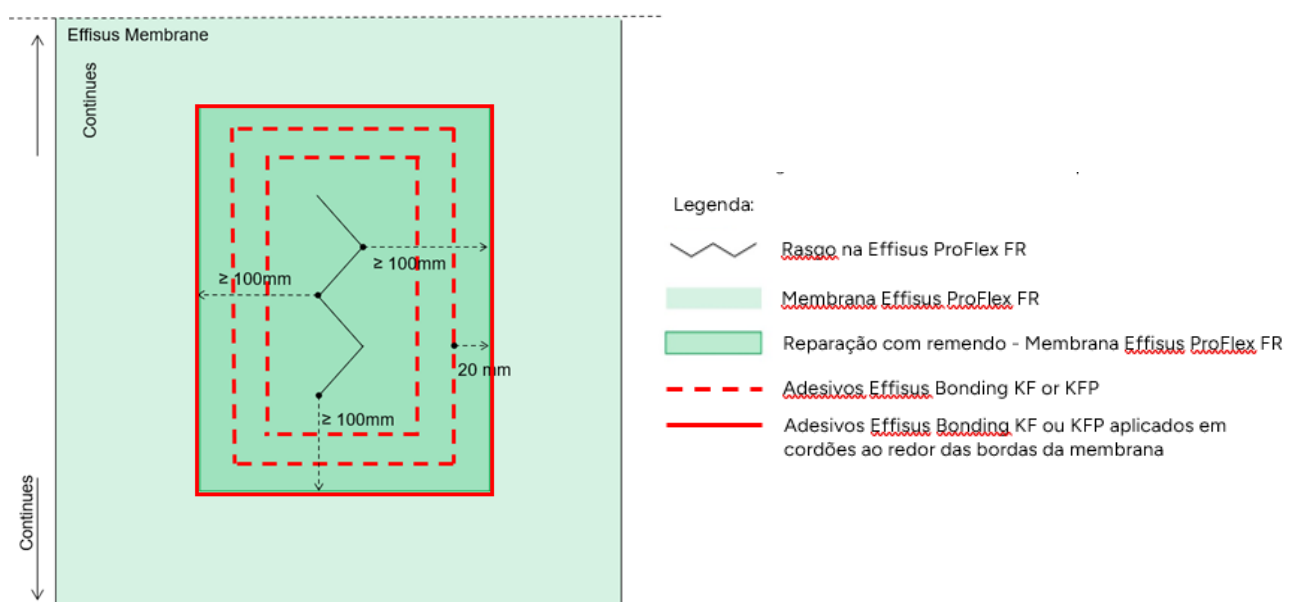 Effisus Membrane
Continues
≥ 100mm
≥ 100mm
20 mm
≥ 100mm
Continues
Legenda:
Rasgo na Effisus ProFlex FR
Membrana Effisus ProFlex FR
Reparação com remendo - Membrana Effisus ProFlex FR
Adesivos Effisus Bonding KF or KFP
Adesivos Effisus Bonding KF ou KFP aplicados em
cordões ao redor das bordas da membrana